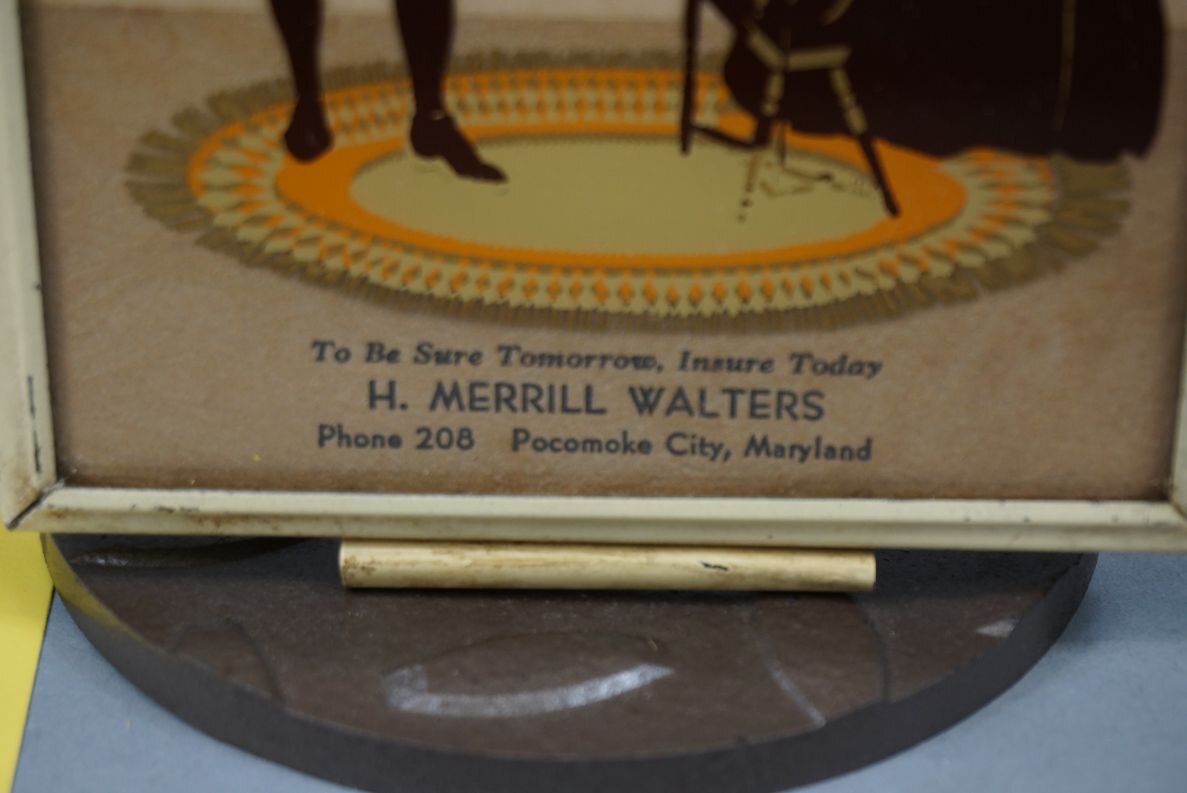 To Be Sure Tomorrow, Insure Today
H. MERRILL WALTERS
Phone 208 Pocomoke City, Maryland